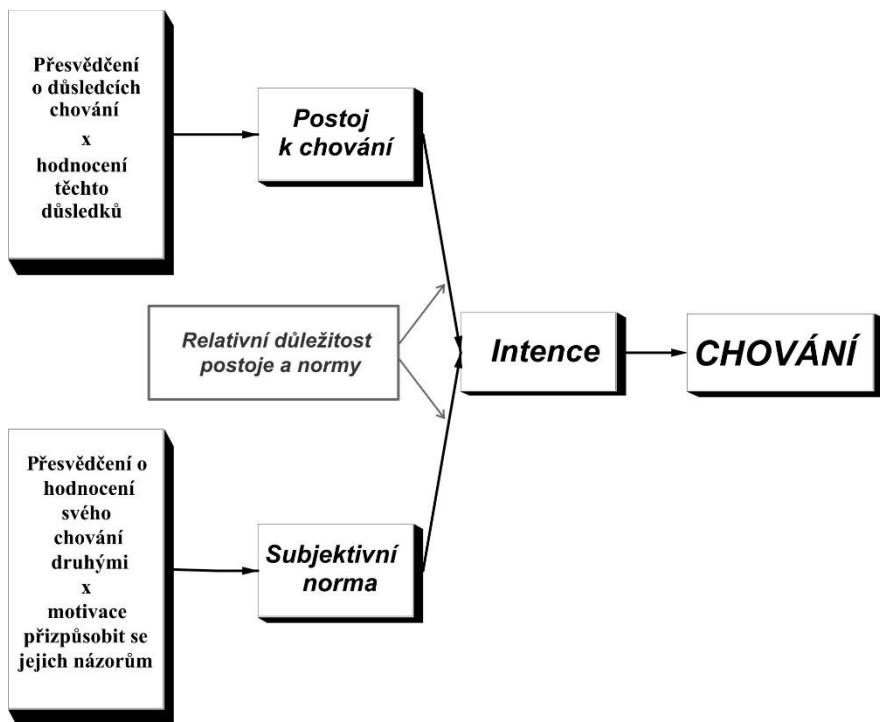 Přesvědčení
o důsledcích
chování
x
hodnocení
těchto
důsledků
Postoj
k chování
Relativní důležitost
postoje a normy
Intence
CHOVÁNÍ
Přesvědčení o
hodnocení
svého
chování
druhými
x
motivace
přizpůsobit se
jejich názorům
Subjektivní
norma